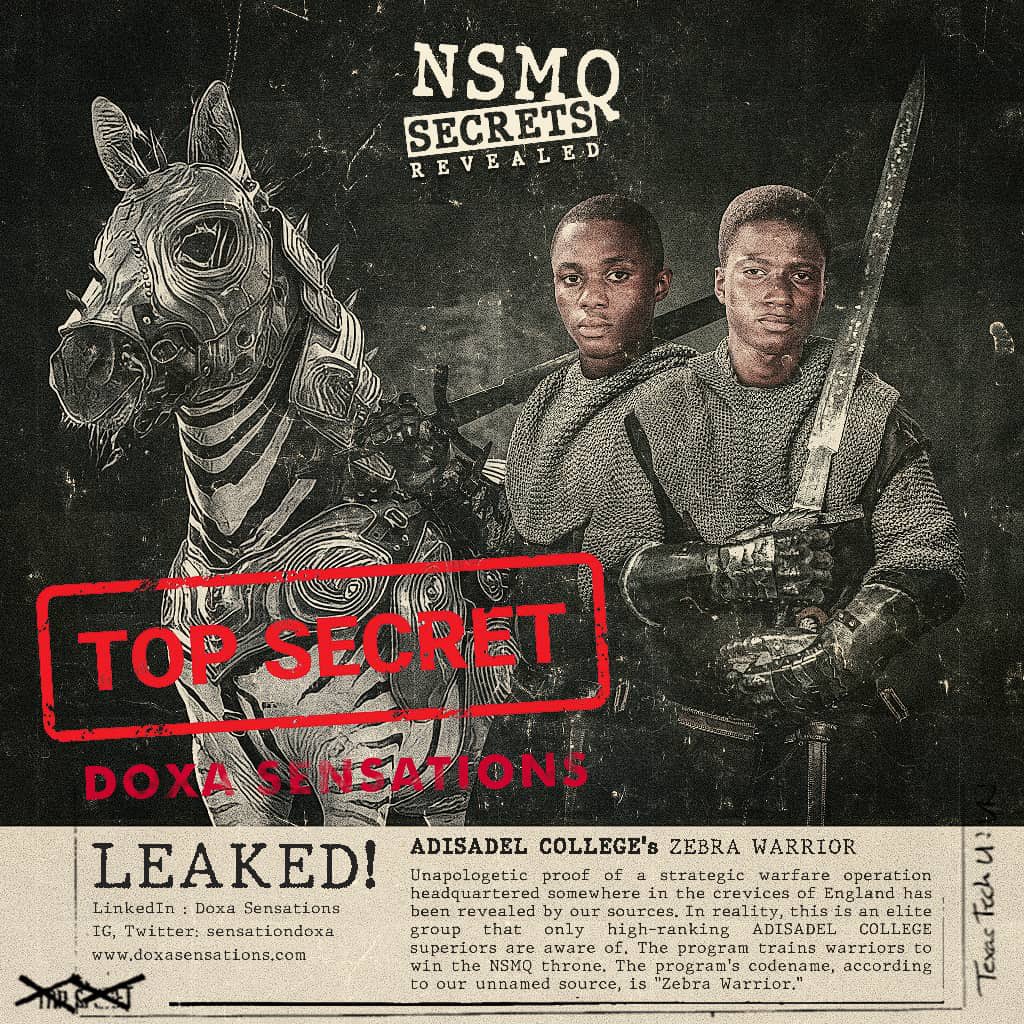 NSMQ
SECRETS
REVEALED
TOP SECRET
DOXA SENSATIONS
LEAKED!
LinkedIn : Doxa Sensations
IG, Twitter: sensationdoxa
www.doxasensations.com
ADISADEL COLLEGE's ZEBRA WARRIOR
Unapologetic proof of a strategic warfare operation
headquartered somewhere in the crevices of England has
been revealed by our sources. In reality, this is an elite
group that only high-ranking ADISADEL COLLEGE
superiors are aware of. The program trains warriors to
win the NSMQ throne. The program's codename, according
to our unnamed source, is "Zebra Warrior."
Texas Tech